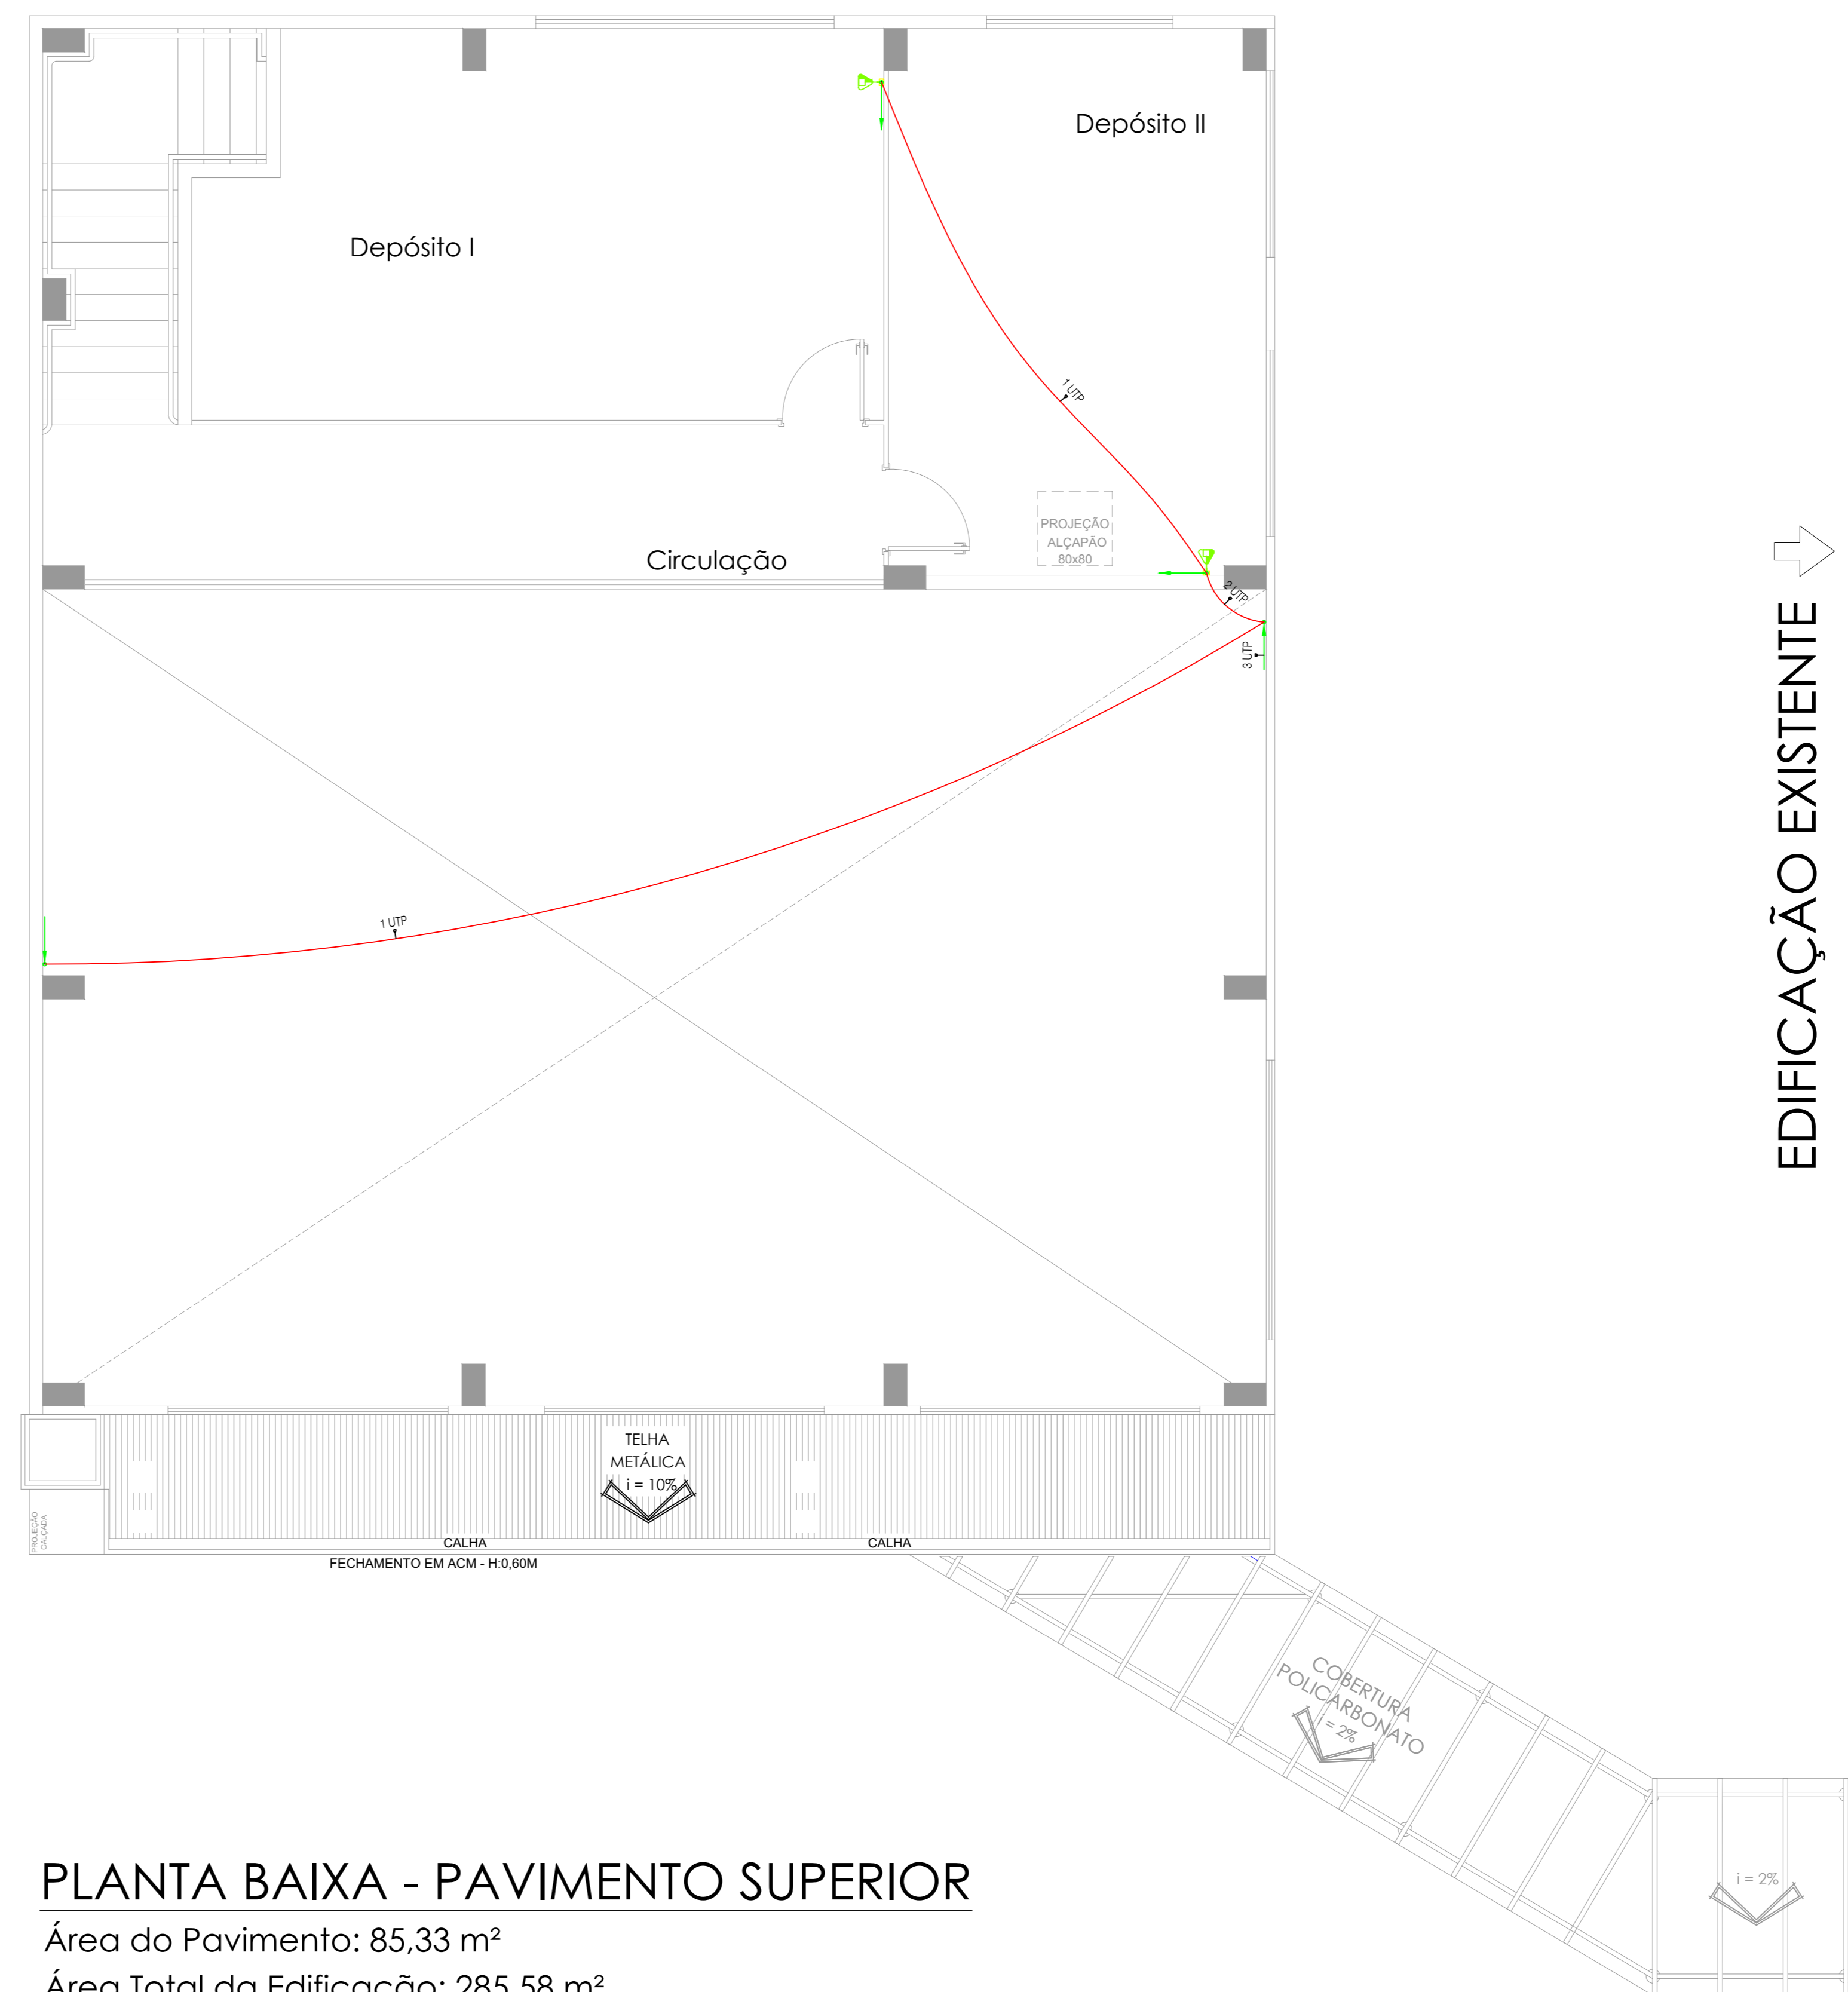 Depósito II
Depósito I
1 UTP
PROJEÇÃO
ALÇAPÃO
80x80
Circulação
2 UTP
3 UTP
EDIFICAÇÃO EXISTENTE
1 UTP
TELHA
METÁLICA
i = 10%
PROJEÇÃO
CALÇADA
CALHA
CALHA
FECHAMENTO EM ACM - H:0,60M
COBERTURA
POLICARBONATO
i = 2%
i = 2%
PLANTA BAIXA - PAVIMENTO SUPERIOR
Área do Pavimento: 85,33 m²
Área Total da Edificação: 285,58 m²